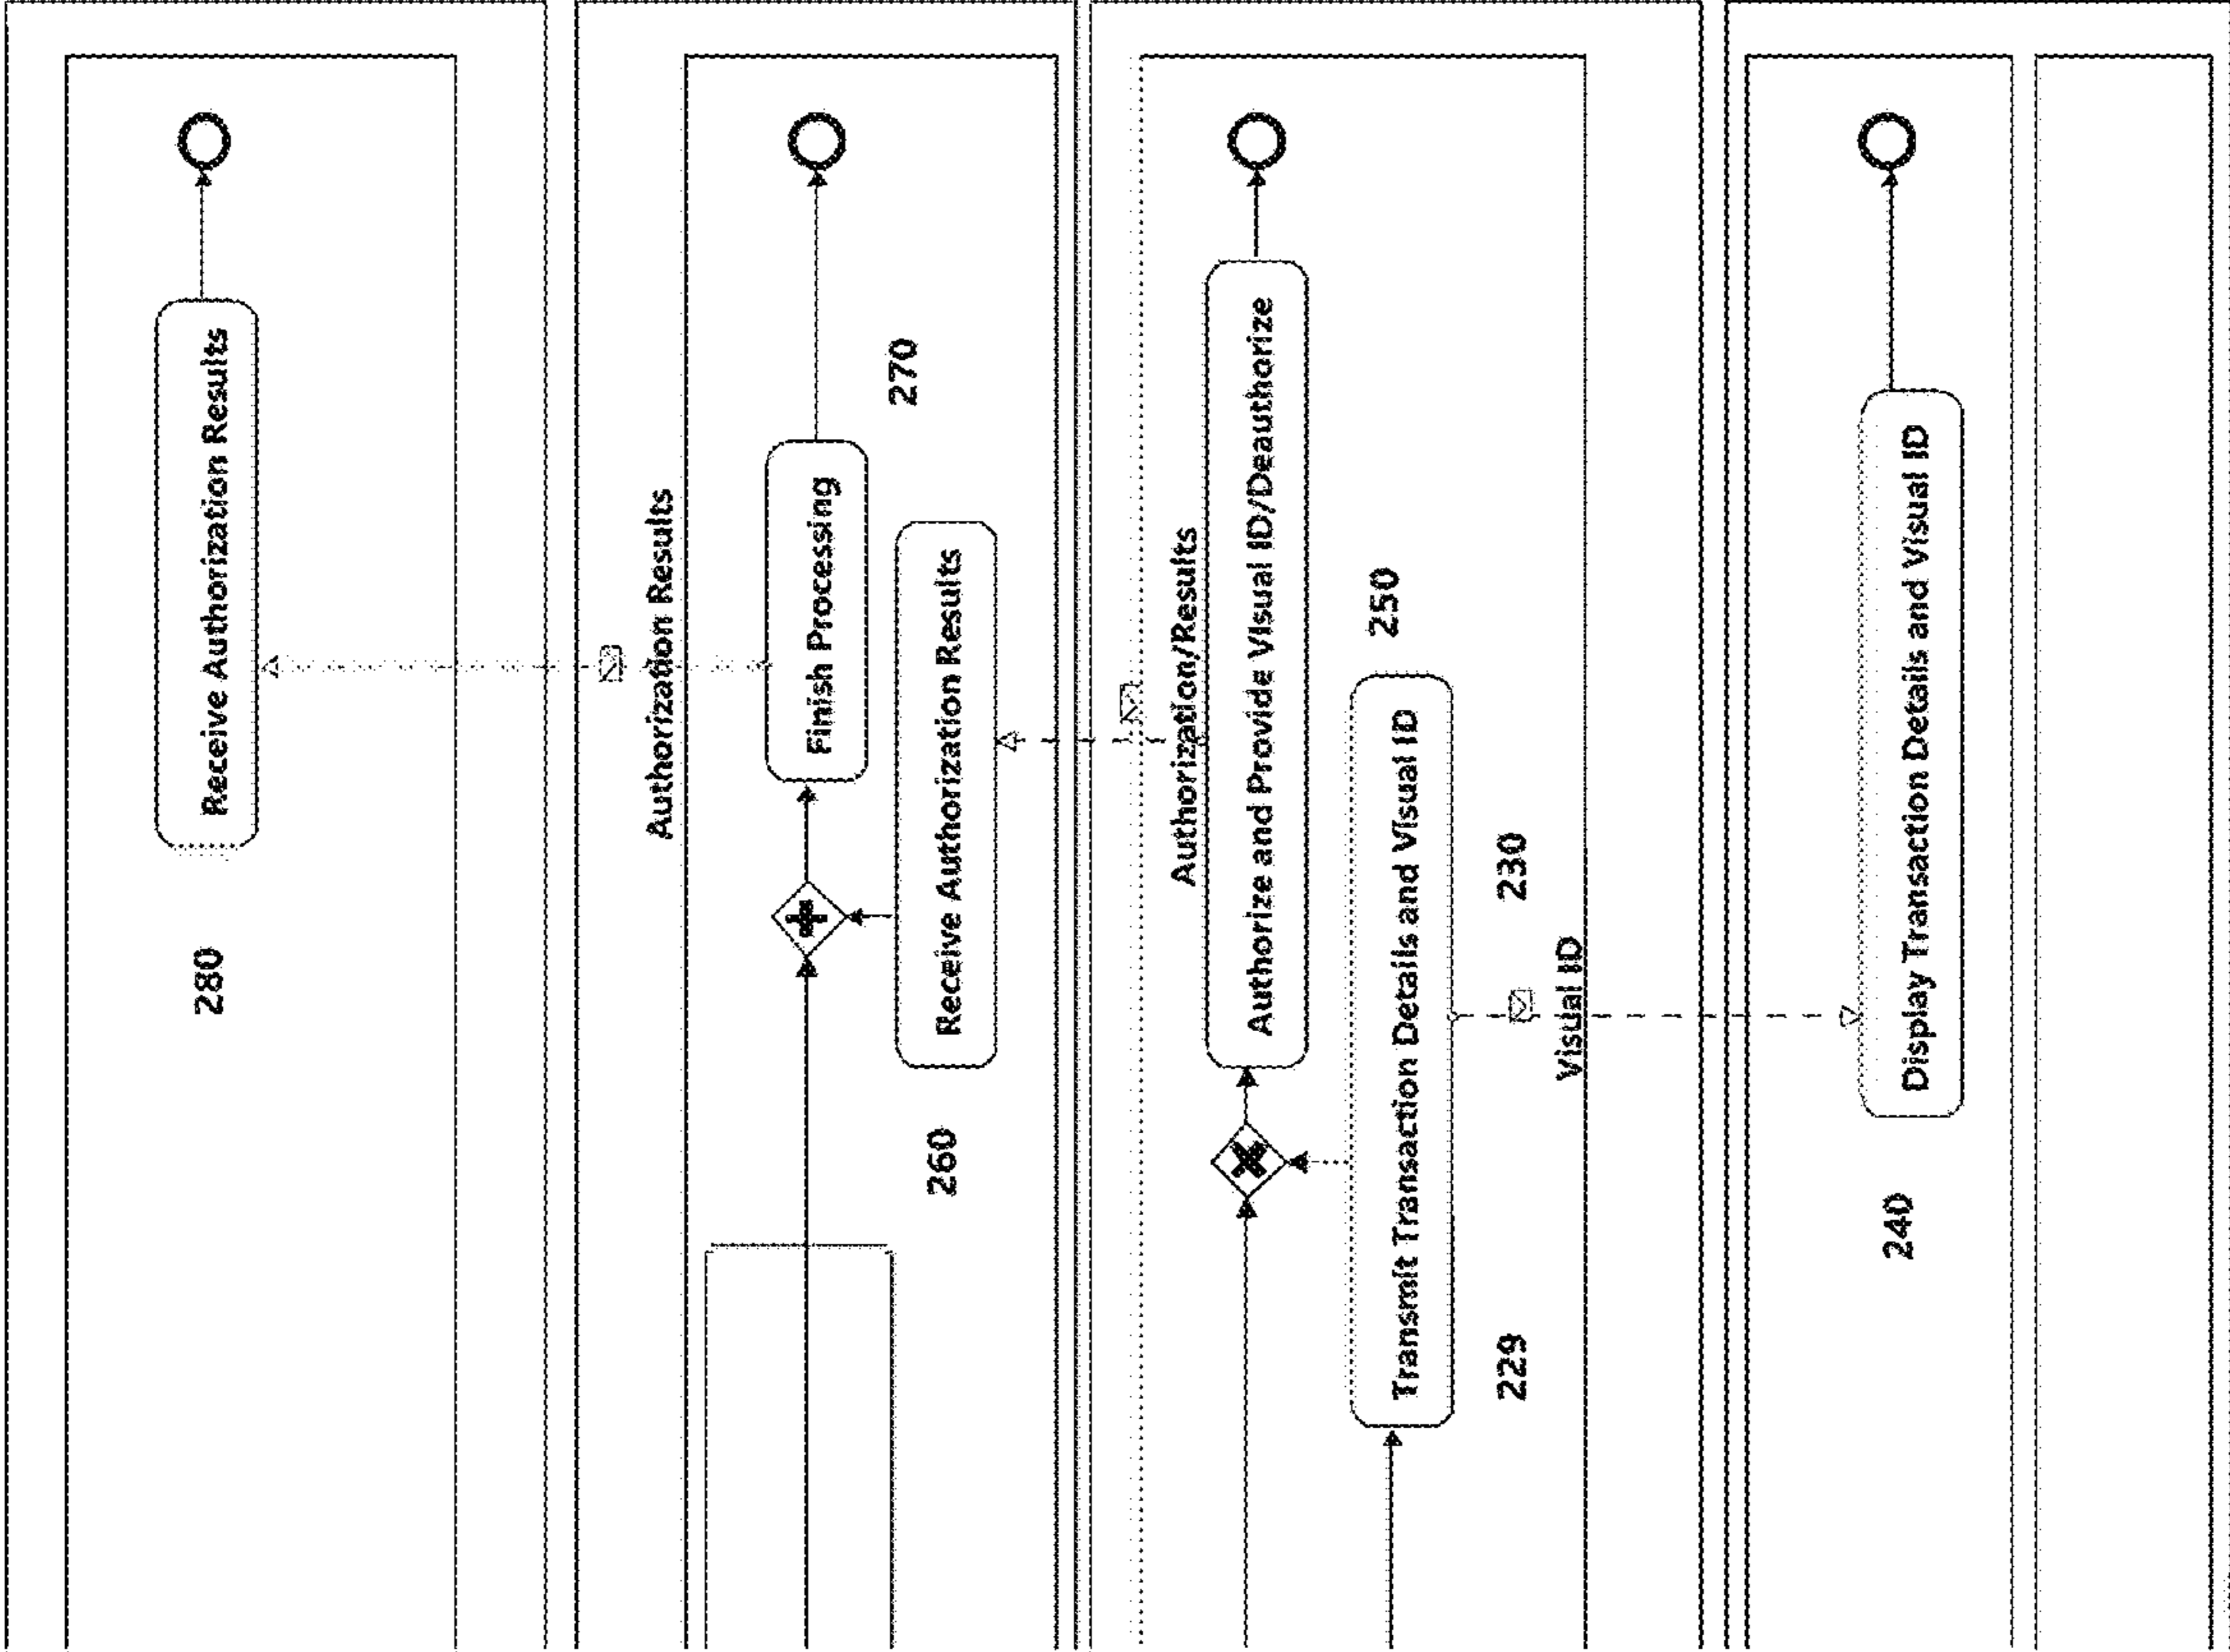 280
Receive Authorization Results
Authorization Results
Finish Processing
270
260
Receive Authorization Results
Authorization/Results
Authorize and Provide Visual ID/Deauthorize
250
Transmit Transaction Details and Visual ID
229
230
Visual ID
240
Display Transaction Details and Visual ID